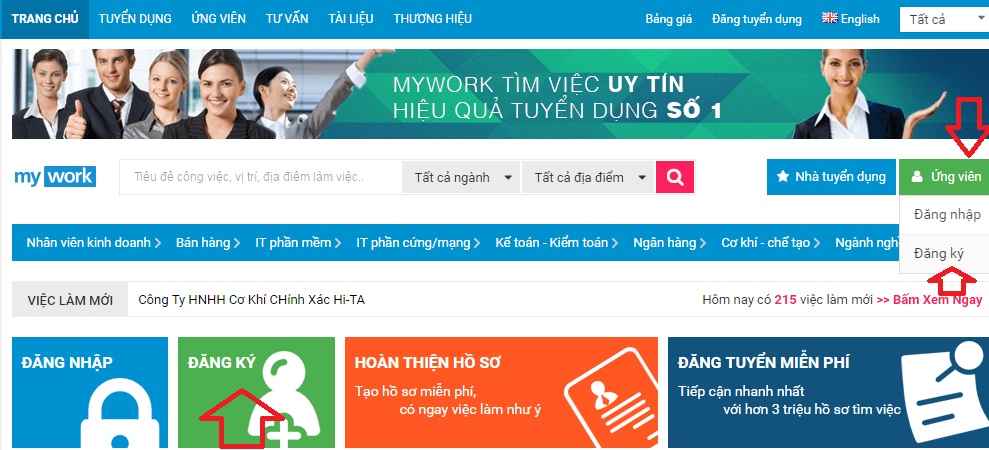 TRANG CHỦ TUYỂN DỤNG ỨNG VIÊN TƯ VẤN TÀI LIỆU THƯƠNG HIỆU Bảng giá Đăng tuyển dụng English Tất cả
MYWORK TÌM VIỆC UY TÍN
HIỆU QUẢ TUYỂN DỤNG SỐ 1
my work Tiêu đề công việc, vị trí, địa điểm làm việc.. Tất cả ngành Tất cả địa điểm Nhà tuyển dụng Ứng viên
Đăng nhập
Đăng ký
Nhân viên kinh doanh Bán hàng IT phần mềm IT phần cứng/mạng Kế toán - Kiểm toán Ngân hàng Cơ khí - chế tạo
VIỆC LÀM MỚI Công Ty HNHH Cơ Khí CHính Xác Hi-TA Hôm nay có 215 việc làm mới >> Bấm Xem Ngay
ĐĂNG NHẬP
ĐĂNG KÝ
HOÀN THIỆN HỒ SƠ
Tạo hồ sơ miễn phí,
có ngay việc làm như ý
ĐĂNG TUYỂN MIỄN PHÍ
Tiếp cận nhanh nhất
với hơn 3 triệu hồ sơ tìm việc